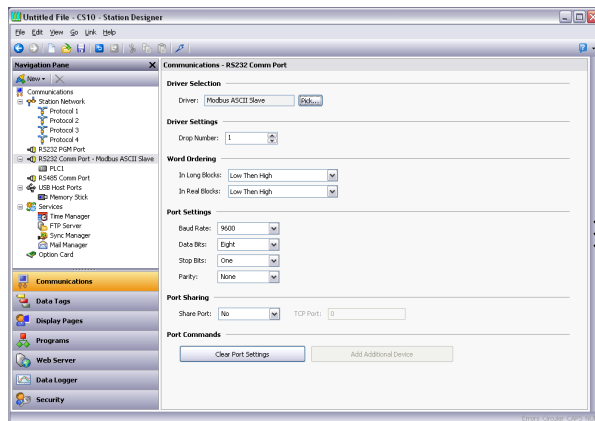 Untitled File - CS10 - Station Designer
File Edit View Go Link Help
Navigation Pane
New
Communications
Station Network
Protocol 1
Protocol 2
Protocol 3
Protocol 4
RS232 PGM Port
RS232 Comm Port - Modbus ASCII Slave
PLC1
RS485 Comm Port
USB Host Ports
Memory Stick
Services
Time Manager
FTP Server
Sync Manager
Mail Manager
Option Card
Communications
Data Tags
Display Pages
Programs
Web Server
Data Logger
Security
Communications - RS232 Comm Port
Driver Selection
Driver: Modbus ASCII Slave Pick...
Driver Settings
Drop Number: 1
Word Ordering
In Long Blocks: Low Then High
In Real Blocks: Low Then High
Port Settings
Baud Rate: 9600
Data Bits: Eight
Stop Bits: One
Parity: None
Port Sharing
Share Port: No TCP Port: 0
Port Commands
Clear Port Settings Add Additional Device